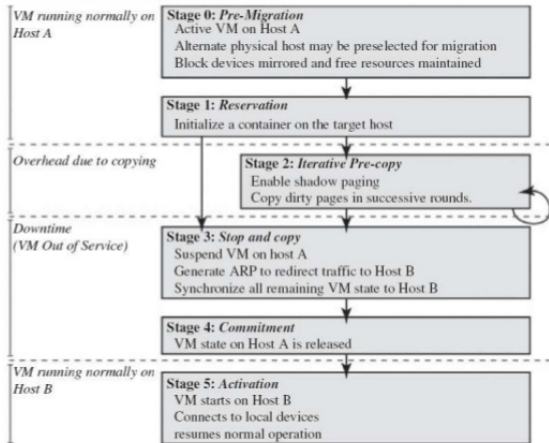 VM running normally on
Host A
Stage 0: Pre-Migration
Active VM on Host A
Alternate physical host may be preselected for migration
Block devices mirrored and free resources maintained
Stage 1: Reservation
Initialize a container on the target host
Overhead due to copying
Stage 2: Iterative Pre-copy
Enable shadow paging
Copy dirty pages in successive rounds.
Downtime
(VM Out of Service)
Stage 3: Stop and copy
Suspend VM on host A
Generate ARP to redirect traffic to Host B
Synchronize all remaining VM state to Host B
Stage 4: Commitment
VM state on Host A is released
VM running normally on
Host B
Stage 5: Activation
VM starts on Host B
Connects to local devices
resumes normal operation